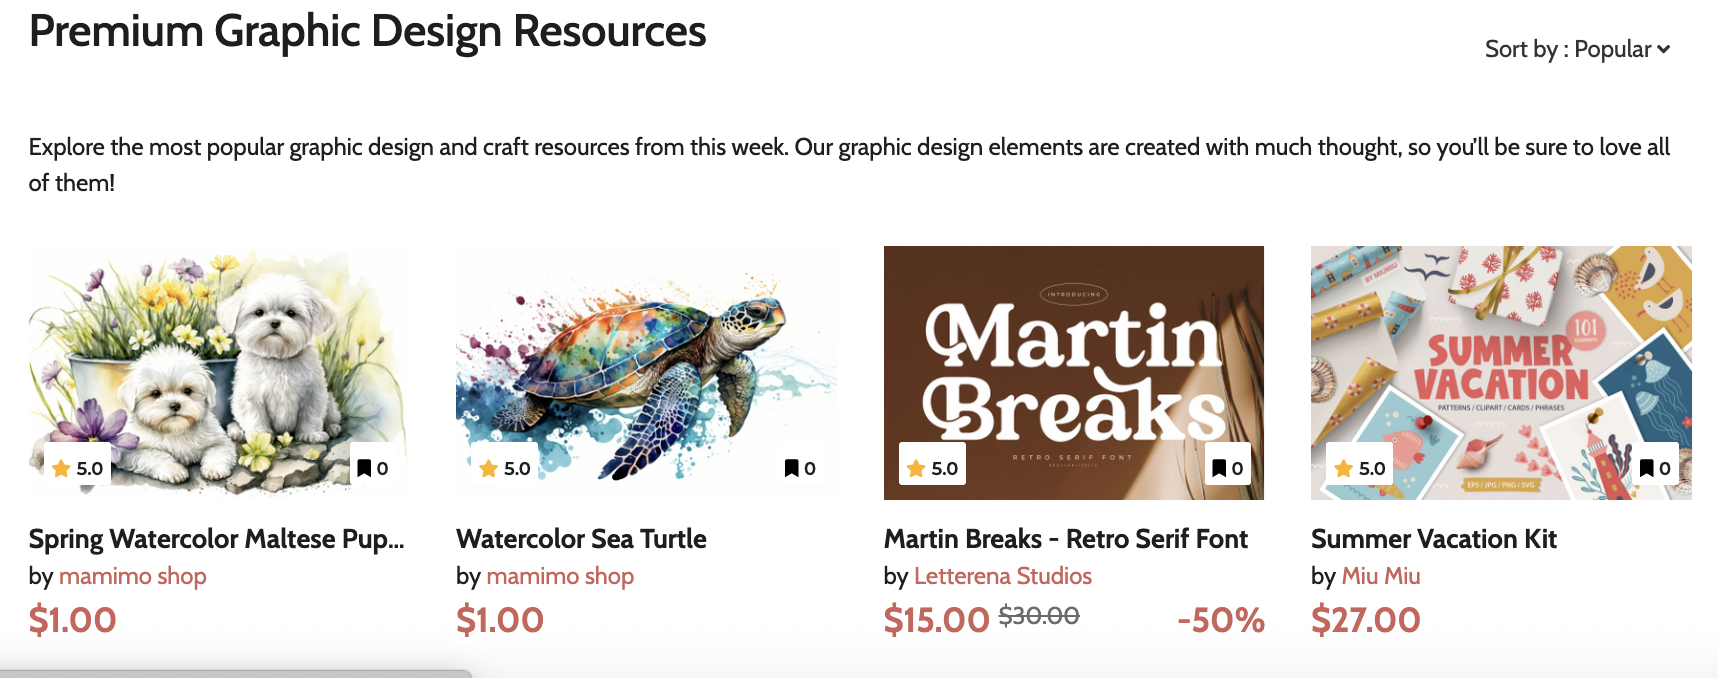 Premium Graphic Design Resources
Sort by : Popular
Explore the most popular graphic design and craft resources from this week. Our graphic design elements are created with much thought, so you'll be sure to love all
of them!
5.0
0
5.0
0
INTRODUCING
Martin
Breaks
RETRO SERIF FONT
5.0
0
BY MIUMIU
101
ELEMENTS
SUMMER
VACATION
PATTERNS / CLIPART / CARDS / PHRASES
EPS / JPG / PNG / SVG
5.0
0
Spring Watercolor Maltese Pup...
by mamimo shop
$1.00
Watercolor Sea Turtle
by mamimo shop
$1.00
Martin Breaks - Retro Serif Font
by Letterena Studios
$15.00 $30.00 -50%
Summer Vacation Kit
by Miu Miu
$27.00